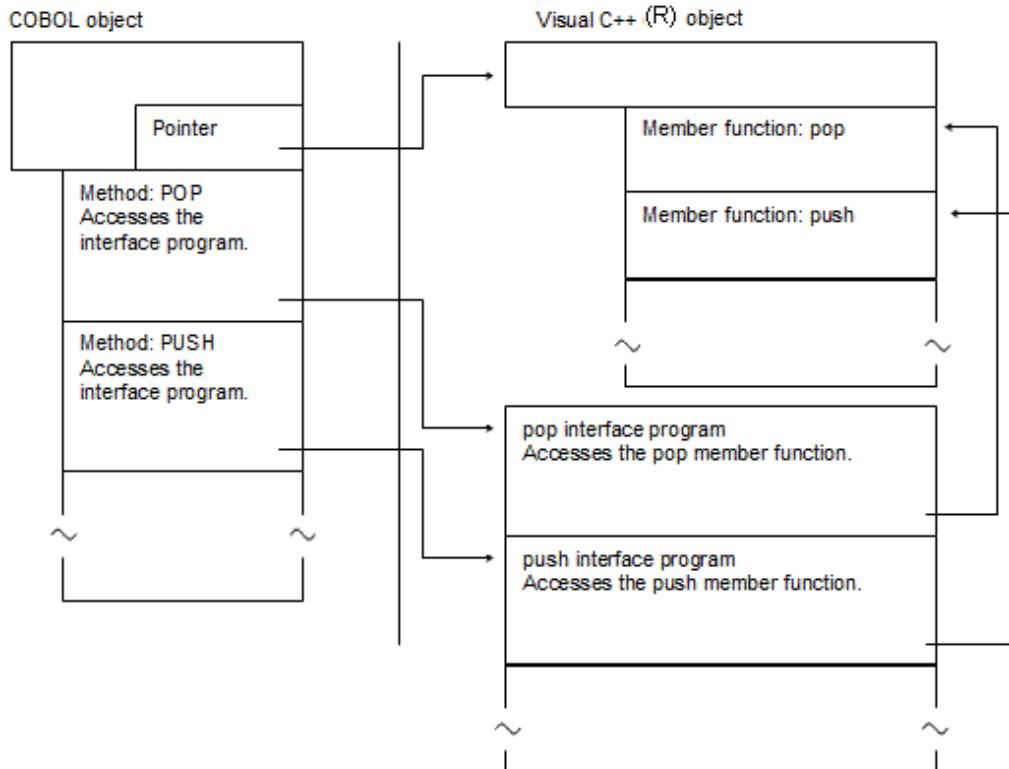 COBOL object
Pointer
Method: POP
Accesses the
interface program.
Method: PUSH
Accesses the
interface program.
Visual C++ (R) object
Member function: pop
Member function: push
pop interface program
Accesses the pop member function.
push interface program
Accesses the push member function.